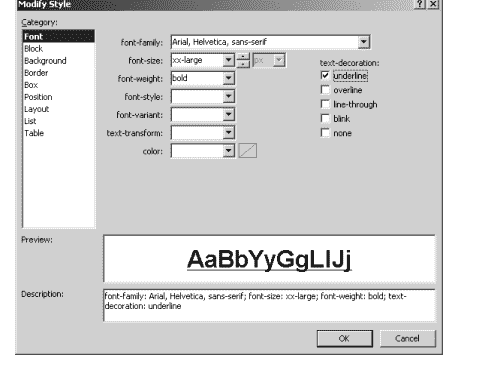 Modify Style
Category:
Font
Block
Background
Border
Box
Position
Layout
List
Table
font-family: Arial, Helvetica, sans-serif
font-size: xx-large px
font-weight: bold
font-style:
font-variant:
text-transform:
color:
text-decoration:
underline
overline
line-through
blink
none
Preview:
AaBbYyGgLlJj
Description:
font-family: Arial, Helvetica, sans-serif; font-size: xx-large; font-weight: bold; text-
decoration: underline
OK Cancel